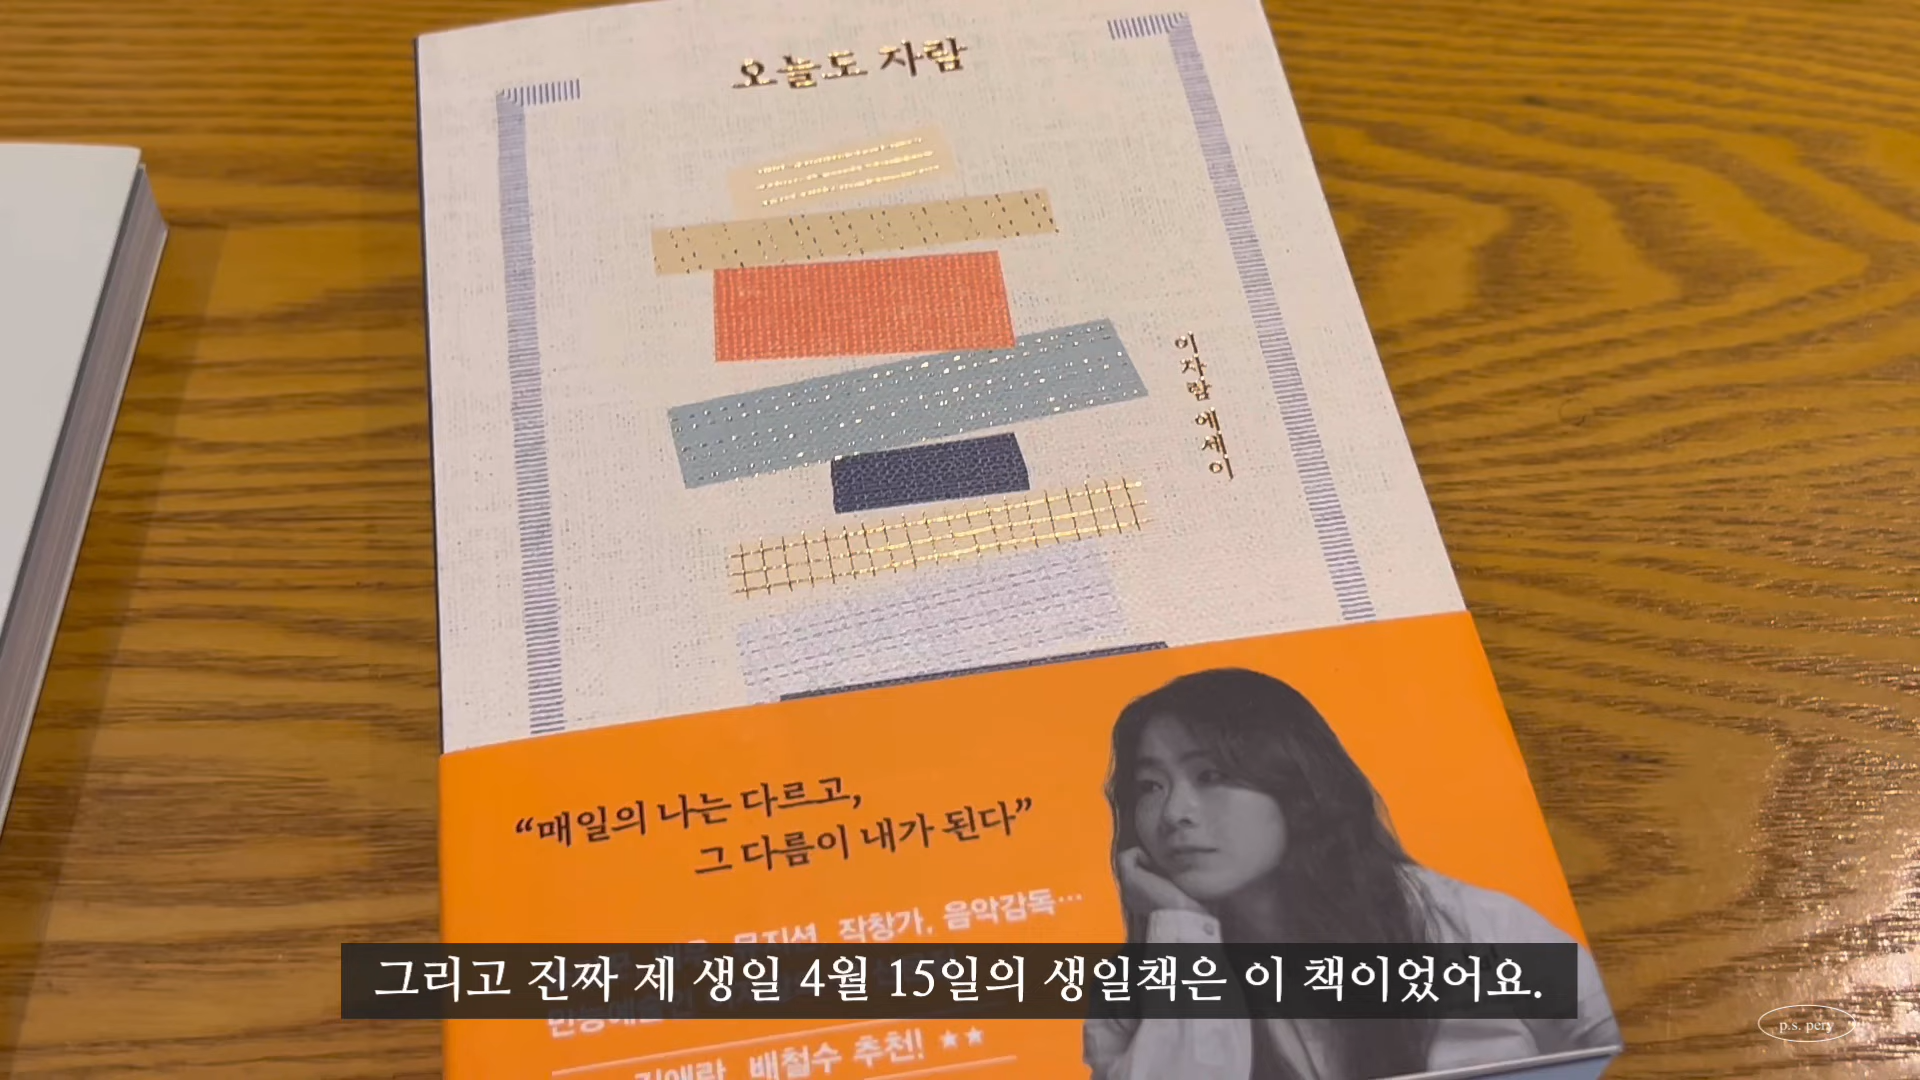 오늘도 자람
이자람 에세이
“매일의 나는 다르고,
그 다름이 내가 된다”
뮤지션, 작창가, 음악감독…
배철수 추천! ★★
그리고 진짜 제 생일 4월 15일의 생일책은 이 책이었어요.
p.s. pery